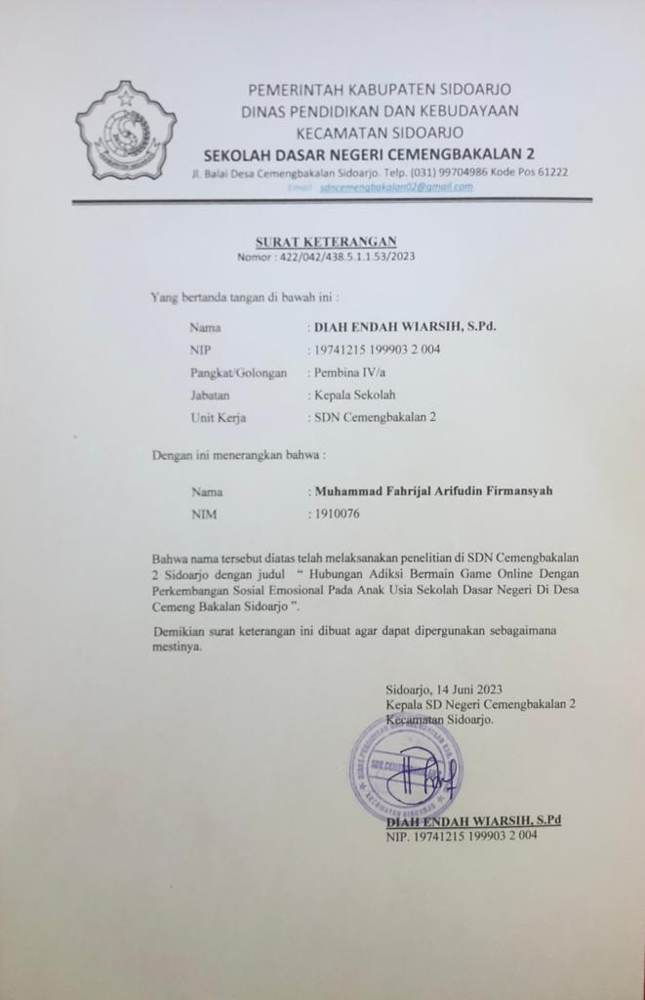 PEMERINTAH KABUPATEN SIDOARJO
DINAS PENDIDIKAN DAN KEBUDAYAAN
KECAMATAN SIDOARJO
SEKOLAH DASAR NEGERI CEMENGBAKALAN 2
Jl. Balai Desa Cemengbakalan Sidoarjo. Telp. (031) 99704986 Kode Pos 61222
Email : sdncemengbakalan02@gmail.com
SURAT KETERANGAN
Nomor : 422/042/438.5.1.1.53/2023
Yang bertanda tangan di bawah ini :
Nama : DIAH ENDAH WIARSIH, S.Pd.
NIP : 19741215 199903 2 004
Pangkat/Golongan : Pembina IV/a
Jabatan : Kepala Sekolah
Unit Kerja : SDN Cemengbakalan 2
Dengan ini menerangkan bahwa :
Nama : Muhammad Fahrijal Arifudin Firmansyah
NIM : 1910076
Bahwa nama tersebut diatas telah melaksanakan penelitian di SDN Cemengbakalan
2 Sidoarjo dengan judul “ Hubungan Adiksi Bermain Game Online Dengan
Perkembangan Sosial Emosional Pada Anak Usia Sekolah Dasar Negeri Di Desa
Cemeng Bakalan Sidoarjo ”.
Demikian surat keterangan ini dibuat agar dapat dipergunakan sebagaimana
mestinya.
Sidoarjo, 14 Juni 2023
Kepala SD Negeri Cemengbakalan 2
Kecamatan Sidoarjo.
KECAMATAN SIDOARJO
DIAH ENDAH WIARSIH, S.Pd
NIP. 19741215 199903 2 004